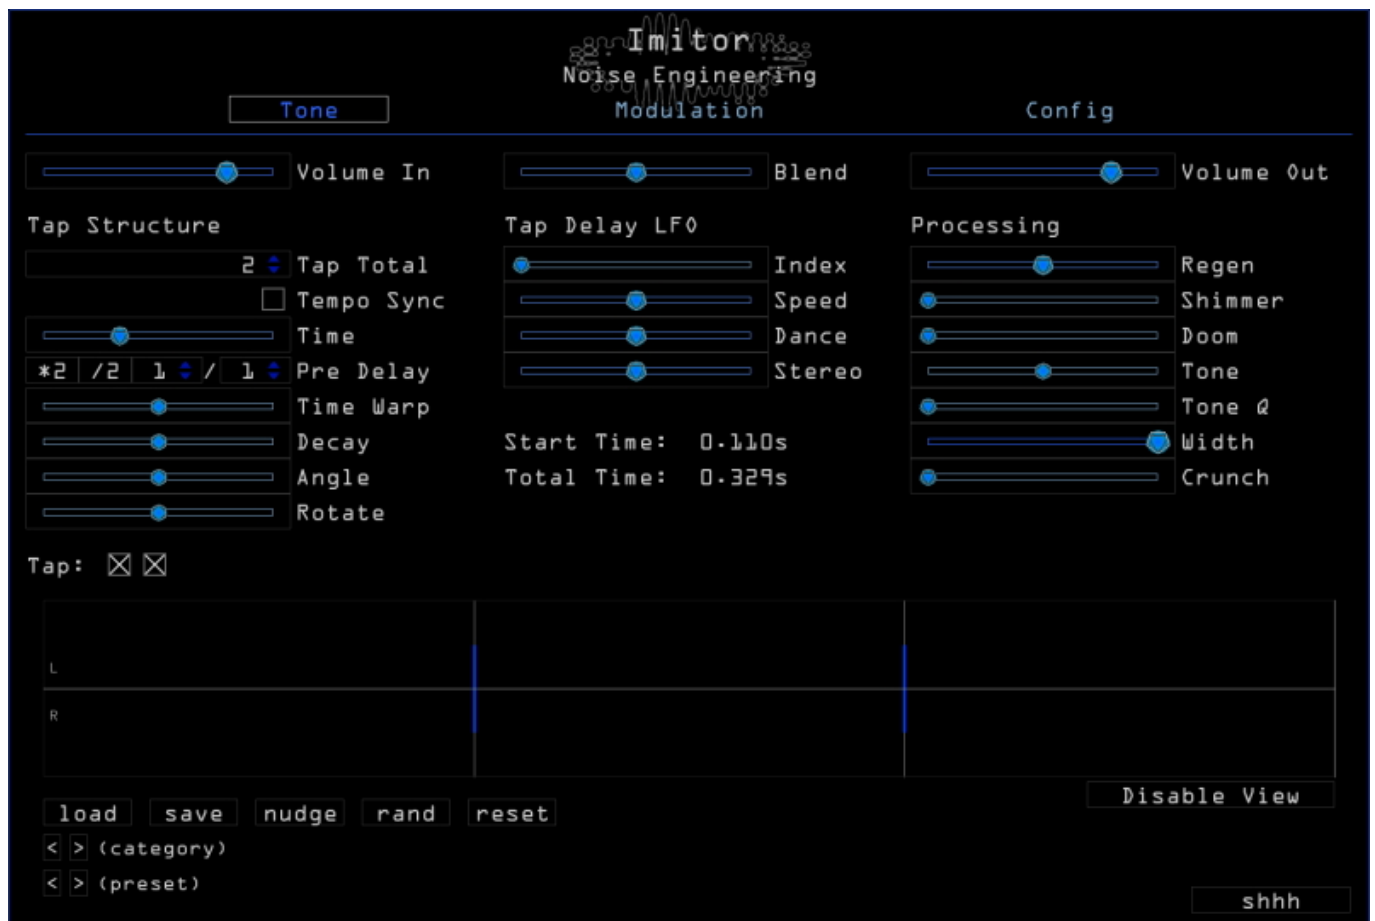 Imitor
Noise Engineering
Tone Modulation Config
Volume In Blend Volume Out
Tap Structure Tap Delay LFO Processing
2 Tap Total Index Regen
Tempo Sync Speed Shimmer
Time Dance Doom
*2 /2 1 / 1 Pre Delay Stereo Tone
Time Warp Tone Q
Decay Start Time: 0.110s Width
Angle Total Time: 0.329s Crunch
Rotate
Tap:
L
R
Disable View
load save nudge rand reset
< > (category)
< > (preset)
shhh